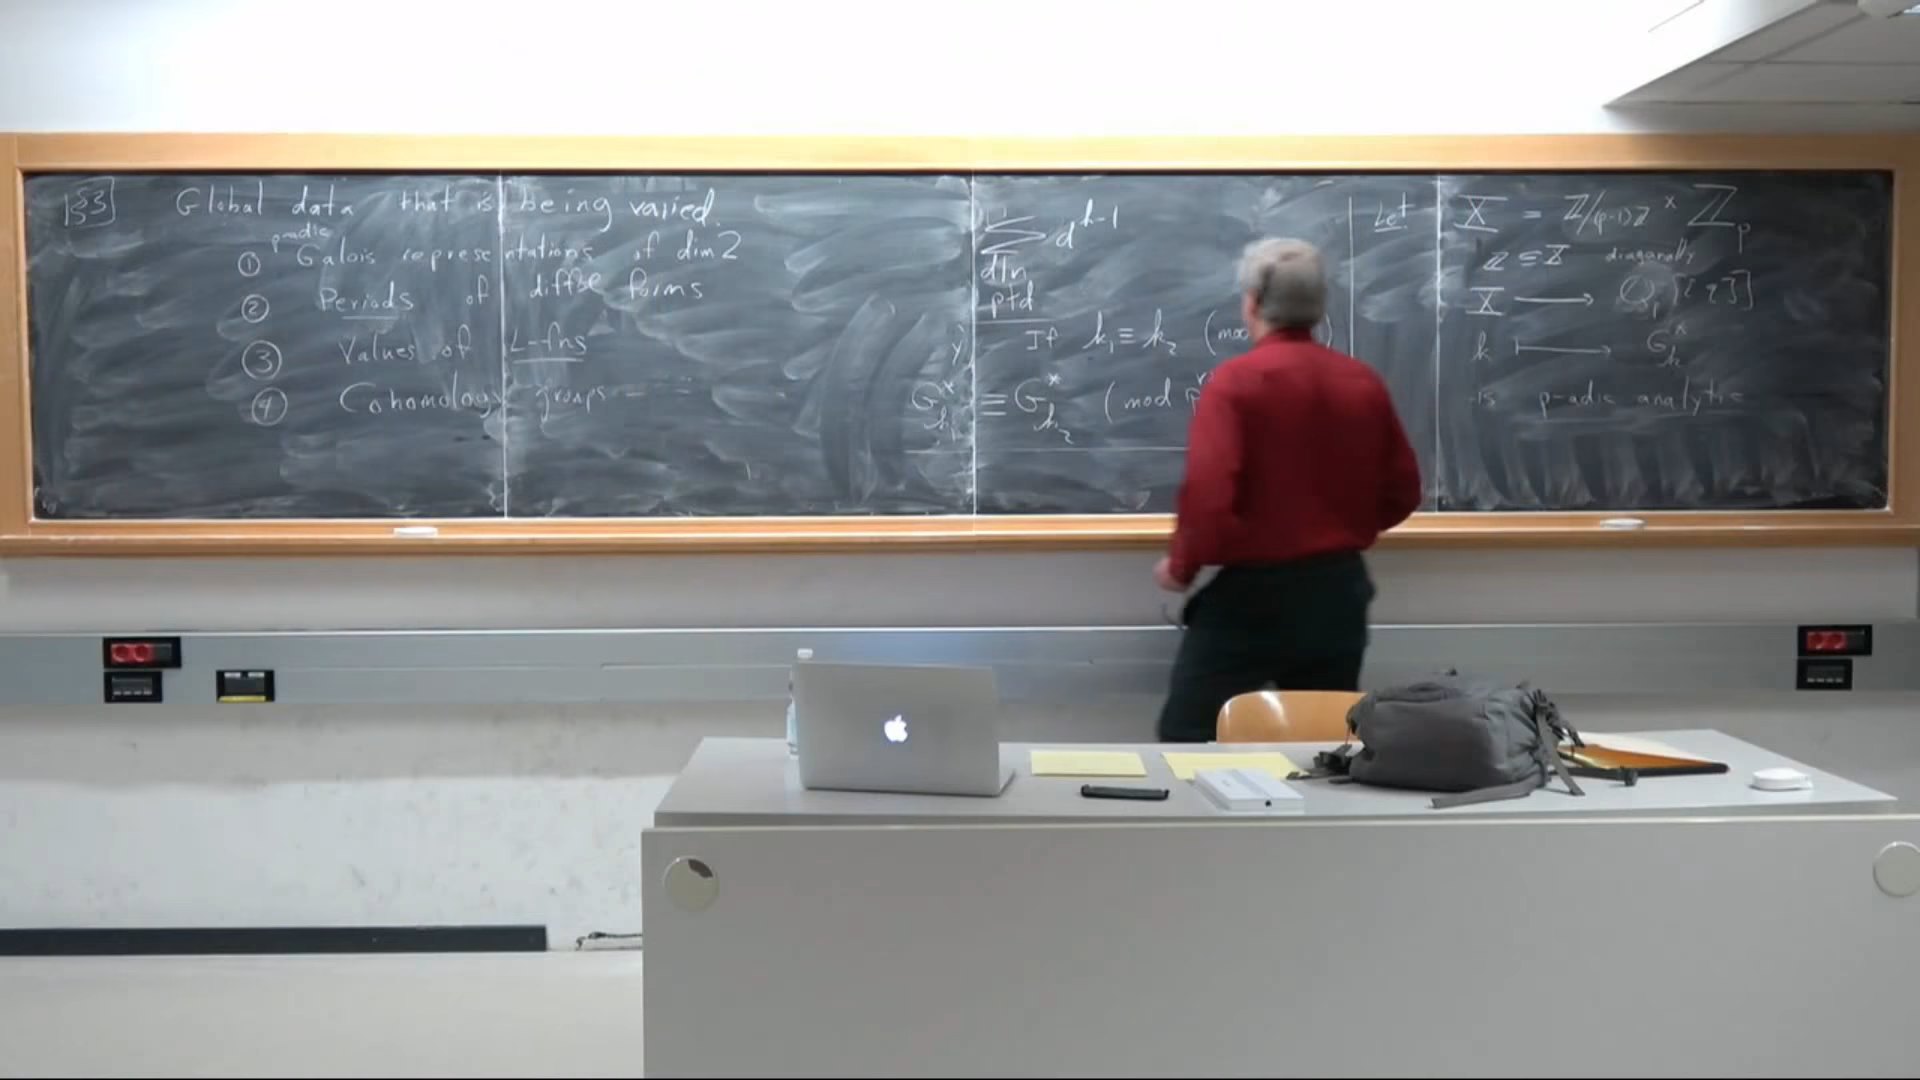 §3 Global data that is being varied.
p-adic
① Galois representations of dim 2
② Periods of diff'l forms
③ Values of L-fns
④ Cohomology groups
∑ d^{k-1}
d|n
p∤d
If k₁ ≡ k₂ (mod
G*_{k₁} ≡ G*_{k₂} (mod p
Let X = Z/(p-1)Z × Z_p
Z ⊆ X diagonally
X ⟶ Q_p[[q]]
k ⟼ G*_k
is p-adic analytic